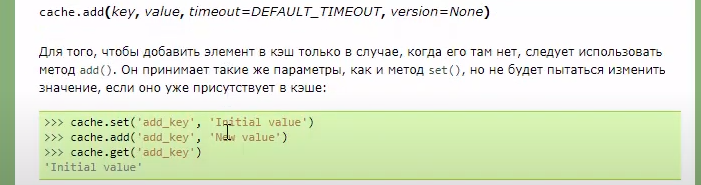 cache.add(key, value, timeout=DEFAULT_TIMEOUT, version=None)
Для того, чтобы добавить элемент в кэш только в случае, когда его там нет, следует использовать
метод add(). Он принимает такие же параметры, как и метод set(), но не будет пытаться изменить
значение, если оно уже присутствует в кэше:
>>> cache.set('add_key', 'Initial value')
>>> cache.add('add_key', 'New value')
>>> cache.get('add_key')
'Initial value'